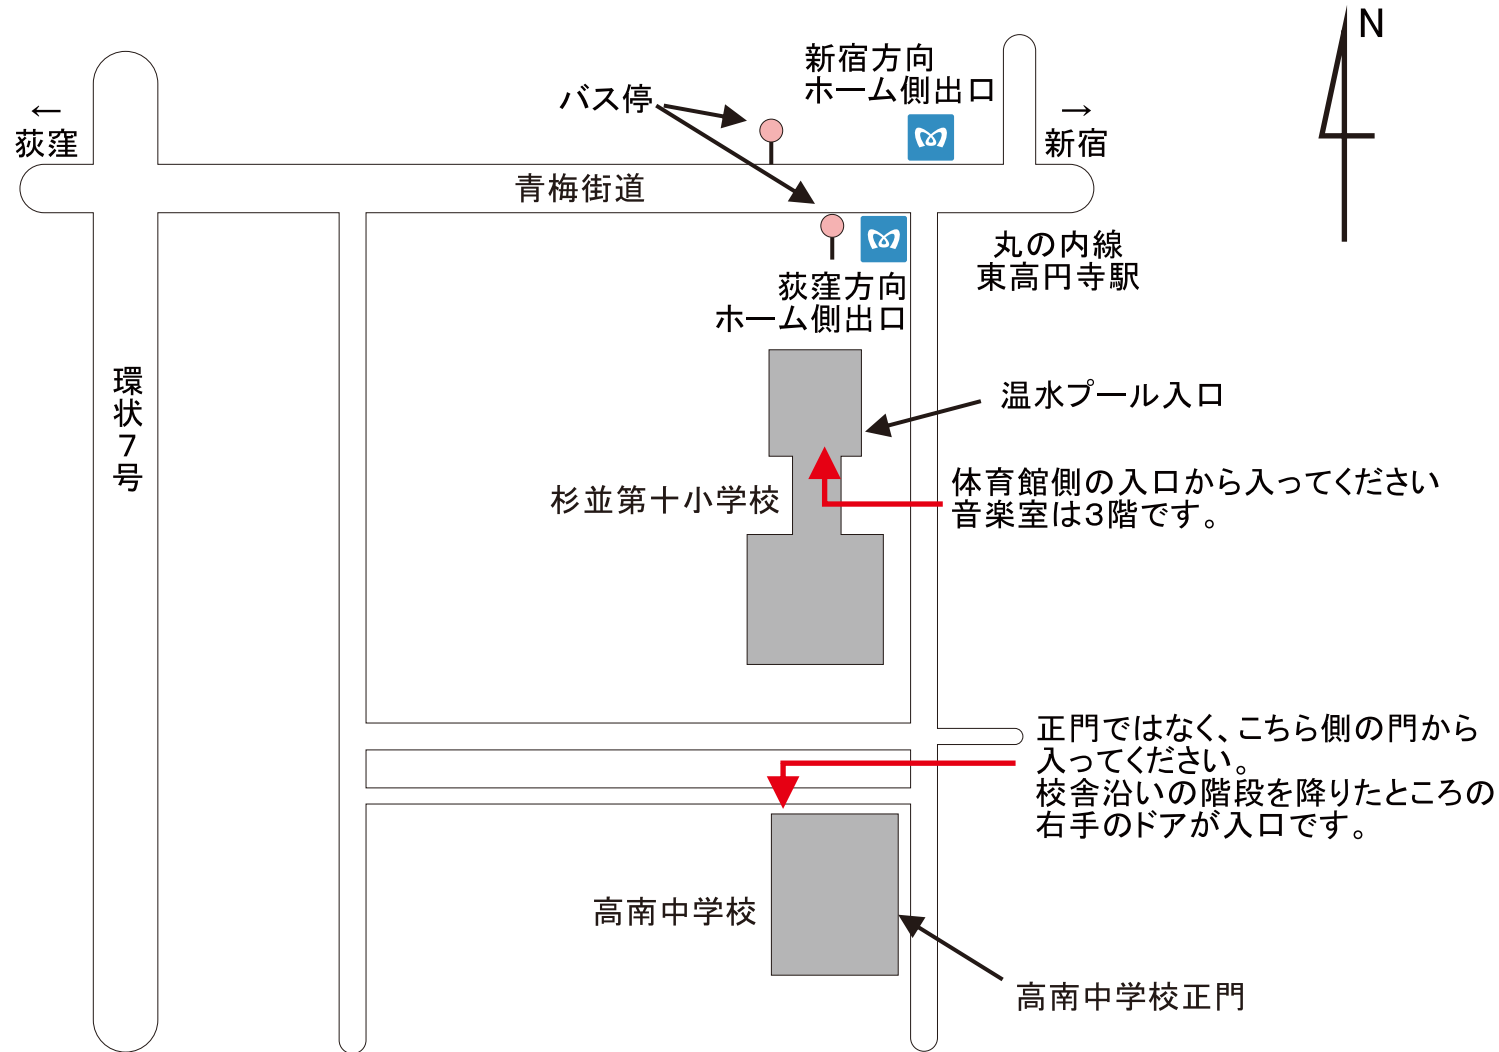 N
新宿方向
ホーム側出口
バス停
←
荻窪
→
新宿
青梅街道
丸の内線
東高円寺駅
荻窪方向
ホーム側出口
環状7号
温水プール入口
体育館側の入口から入ってください
音楽室は3階です。
杉並第十小学校
正門ではなく、こちら側の門から
入ってください。
校舎沿いの階段を降りたところの
右手のドアが入口です。
高南中学校
高南中学校正門